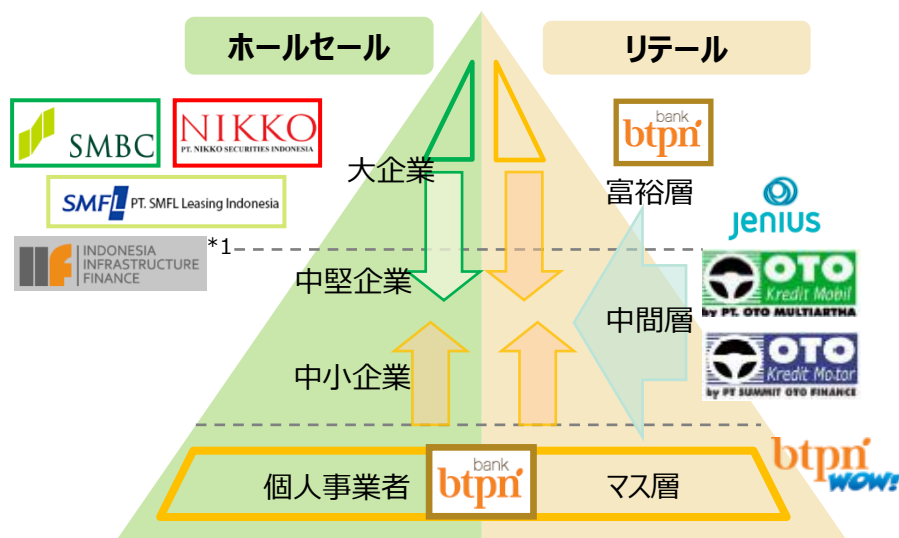 ホールセール
リテール
SMBC
NIKKO
PT. NIKKO SECURITIES INDONESIA
bank
btpn
大企業
富裕層
SMFL PT. SMFL Leasing Indonesia
jenius
INDONESIA
INFRASTRUCTURE
FINANCE
*1
中堅企業
OTO
Kredit Mobil
by PT. OTO MULTIARTHA
中間層
OTO
Kredit Motor
by PT SUMMIT OTO FINANCE
中小企業
btpn
WOW!
個人事業者
bank
btpn
マス層